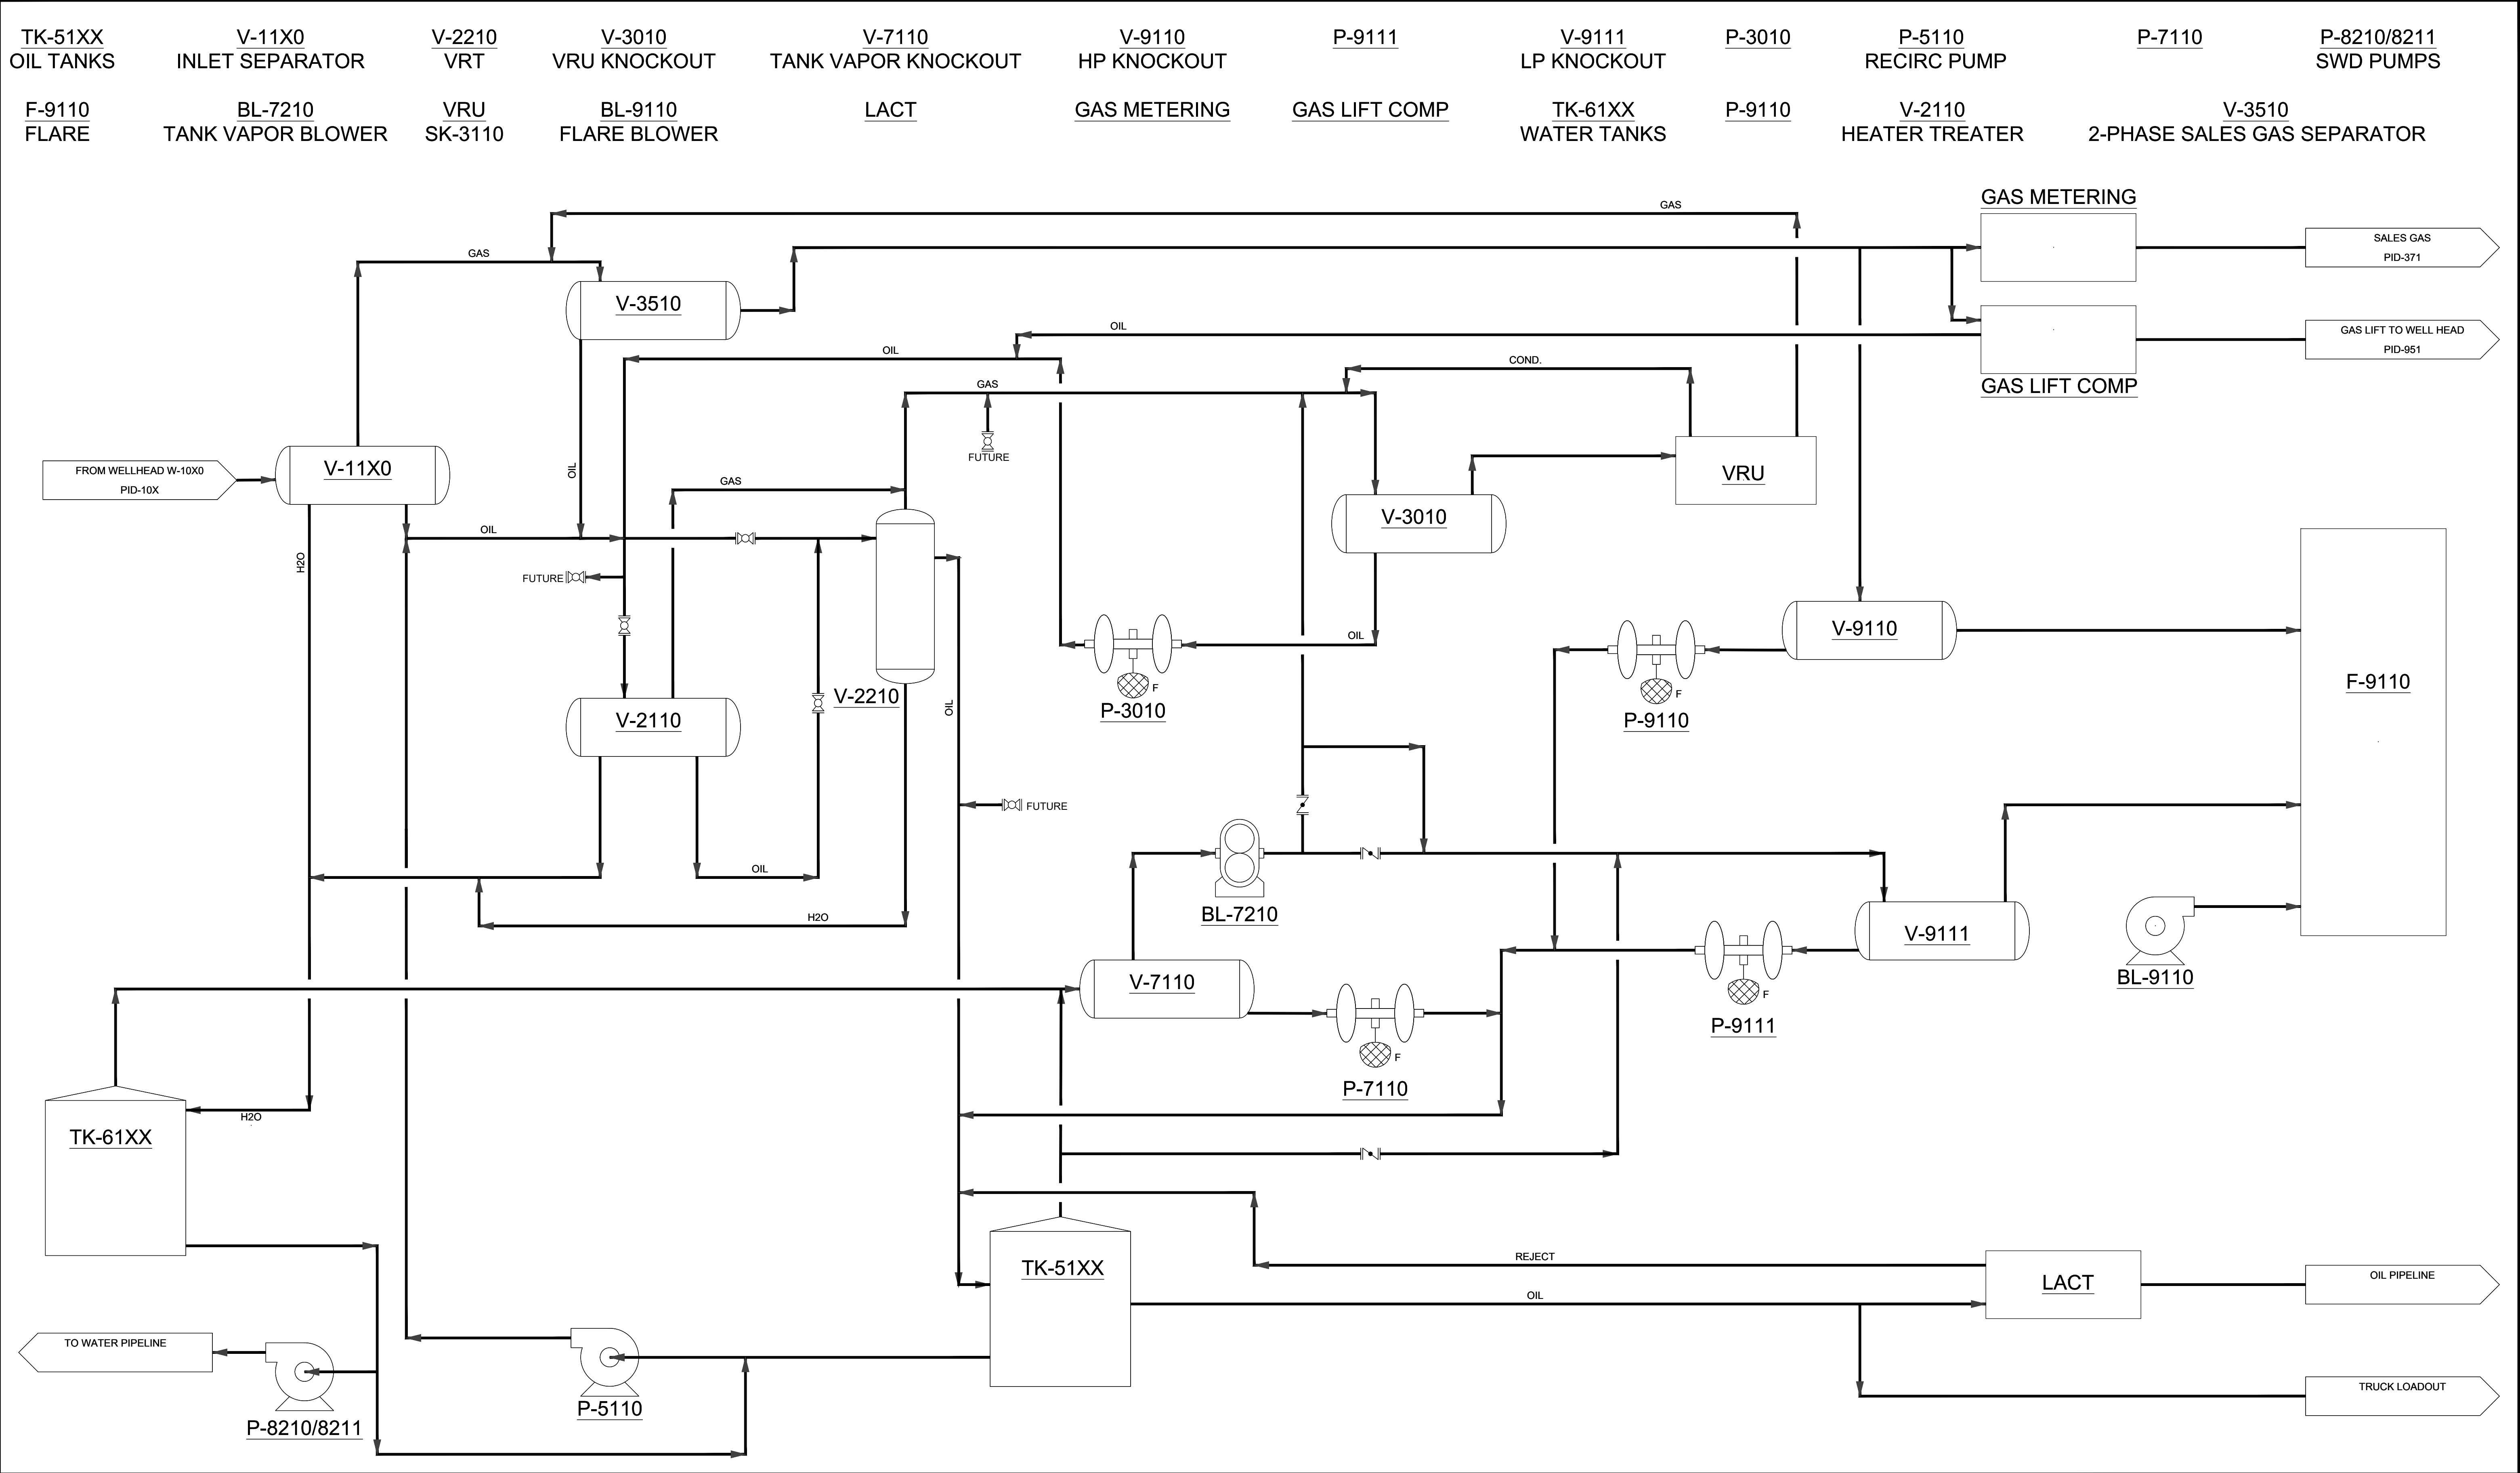 TK-51XX
OIL TANKS
V-11X0
INLET SEPARATOR
V-2210
VRT
V-3010
VRU KNOCKOUT
V-7110
TANK VAPOR KNOCKOUT
V-9110
HP KNOCKOUT
P-9111
V-9111
LP KNOCKOUT
P-3010
P-5110
RECIRC PUMP
P-7110
P-8210/8211
SWD PUMPS
F-9110
FLARE
BL-7210
TANK VAPOR BLOWER
VRU
SK-3110
BL-9110
FLARE BLOWER
LACT
GAS METERING
GAS LIFT COMP
TK-61XX
WATER TANKS
P-9110
V-2110
HEATER TREATER
V-3510
2-PHASE SALES GAS SEPARATOR
GAS METERING
GAS
SALES GAS
PID-371
GAS
V-3510
OIL
GAS LIFT TO WELL HEAD
PID-951
OIL
COND.
GAS LIFT COMP
GAS
FUTURE
FROM WELLHEAD W-10X0
PID-10X
V-11X0
OIL
VRU
GAS
V-3010
OIL
H2O
FUTURE
OIL
V-9110
F
P-3010
F
P-9110
F-9110
V-2210
OIL
V-2110
FUTURE
OIL
H2O
BL-7210
V-9111
BL-9110
V-7110
F
P-9111
F
P-7110
H2O
TK-61XX
REJECT
TK-51XX
LACT
OIL PIPELINE
OIL
TO WATER PIPELINE
P-8210/8211
P-5110
TRUCK LOADOUT